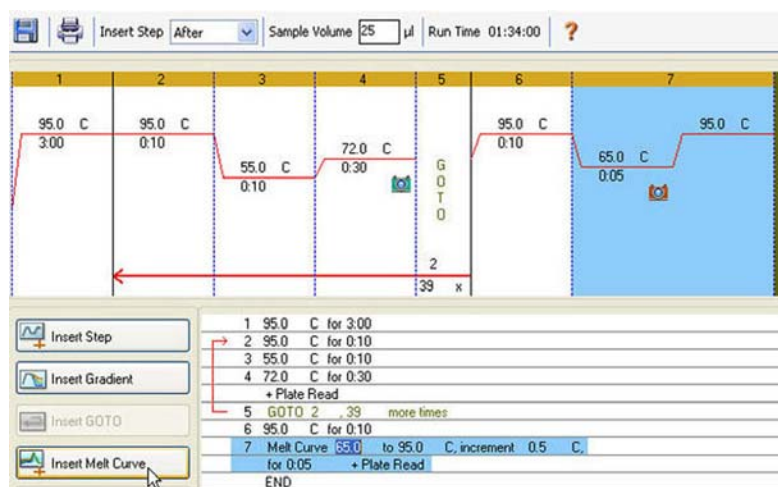 Insert Step After Sample Volume 25 µl Run Time 01:34:00 ?
1 2 3 4 5 6 7
95.0 C 95.0 C 95.0 C 95.0 C
3:00 0:10 72.0 C 0:10 65.0 C
55.0 C 0:30 0:05
0:10
G
O
T
O
2
39 x
Insert Step
Insert Gradient
Insert GOTO
Insert Melt Curve
1 95.0 C for 3:00
2 95.0 C for 0:10
3 55.0 C for 0:10
4 72.0 C for 0:30
+ Plate Read
5 GOTO 2 , 39 more times
6 95.0 C for 0:10
7 Melt Curve 65.0 to 95.0 C, increment 0.5 C,
for 0:05 + Plate Read
END